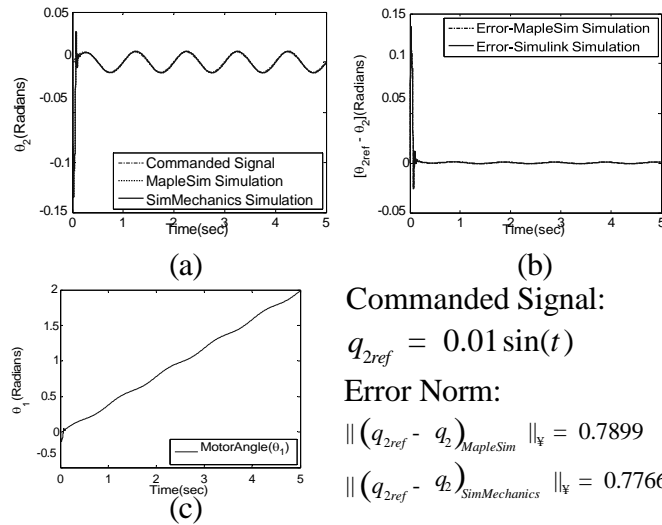 0.05
0
-0.05
-0.1
-0.15
θ2(Radians)
Commanded Signal
MapleSim Simulation
SimMechanics Simulation
0 1 2 3 4 5
Time(sec)
(a)
0.15
0.1
0.05
0
-0.05
[θ2ref - θ2](Radians)
Error-MapleSim Simulation
Error-Simulink Simulation
0 1 2 3 4 5
Time(sec)
(b)
2
1.5
1
0.5
0
-0.5
θ1(Radians)
MotorAngle(θ1)
0 1 2 3 4 5
Time(sec)
(c)
Commanded Signal:
q2ref = 0.01 sin(t)
Error Norm:
|| (q2ref - q2)MapleSim ||¥ = 0.7899
|| (q2ref - q2)SimMechanics ||¥ = 0.7766